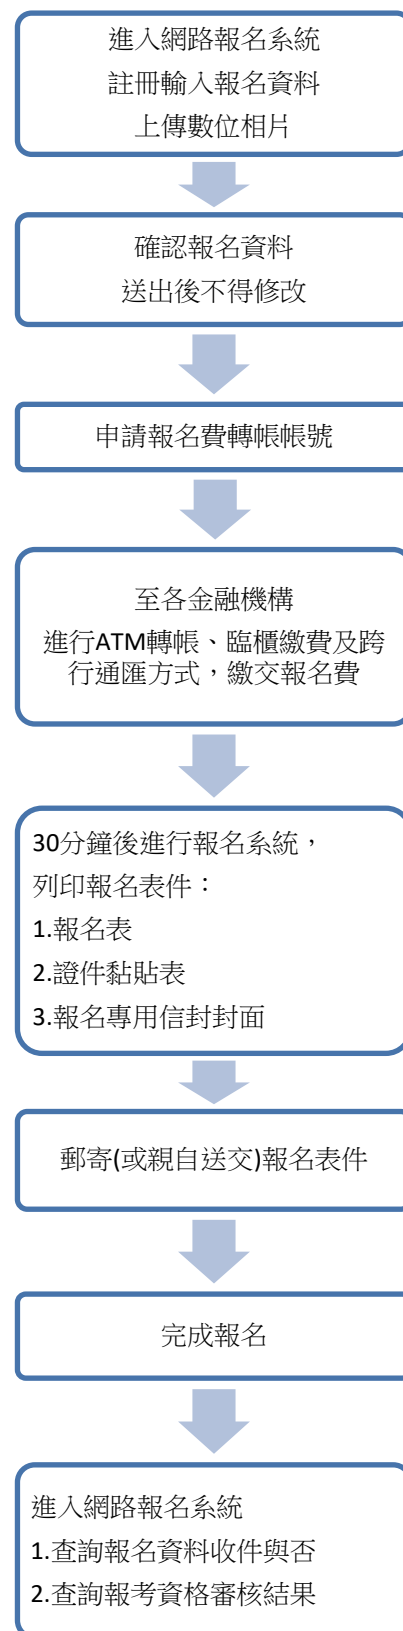 進入網路報名系統
註冊輸入報名資料
上傳數位相片
確認報名資料
送出後不得修改
申請報名費轉帳帳號
至各金融機構
進行ATM轉帳、臨櫃繳費及跨
行通匯方式，繳交報名費
30分鐘後進行報名系統，
列印報名表件：
1.報名表
2.證件黏貼表
3.報名專用信封封面
郵寄(或親自送交)報名表件
完成報名
進入網路報名系統
1.查詢報名資料收件與否
2.查詢報考資格審核結果